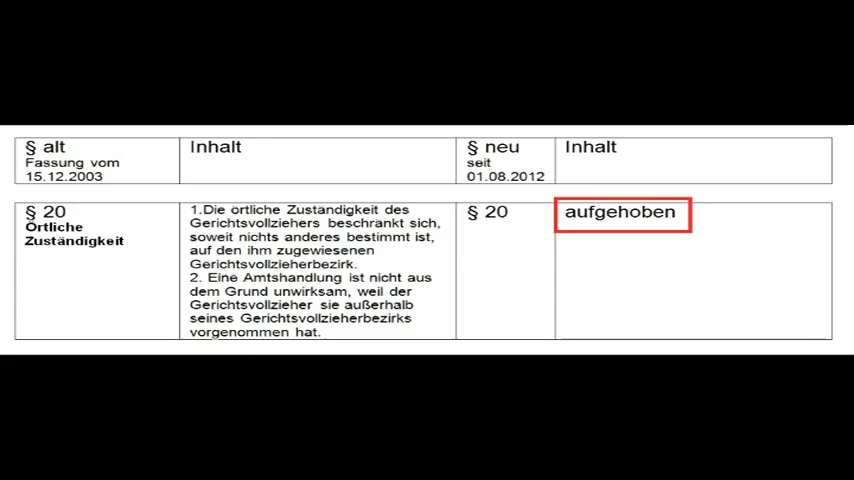 § alt
Fassung vom
15.12.2003
Inhalt
§ neu
seit
01.08.2012
Inhalt
§ 20
Örtliche
Zuständigkeit
1.Die örtliche Zuständigkeit des
Gerichtsvollziehers beschränkt sich,
soweit nichts anderes bestimmt ist,
auf den ihm zugewiesenen
Gerichtsvollzieherbezirk.
2. Eine Amtshandlung ist nicht aus
dem Grund unwirksam, weil der
Gerichtsvollzieher sie außerhalb
seines Gerichtsvollzieherbezirks
vorgenommen hat.
§ 20
aufgehoben